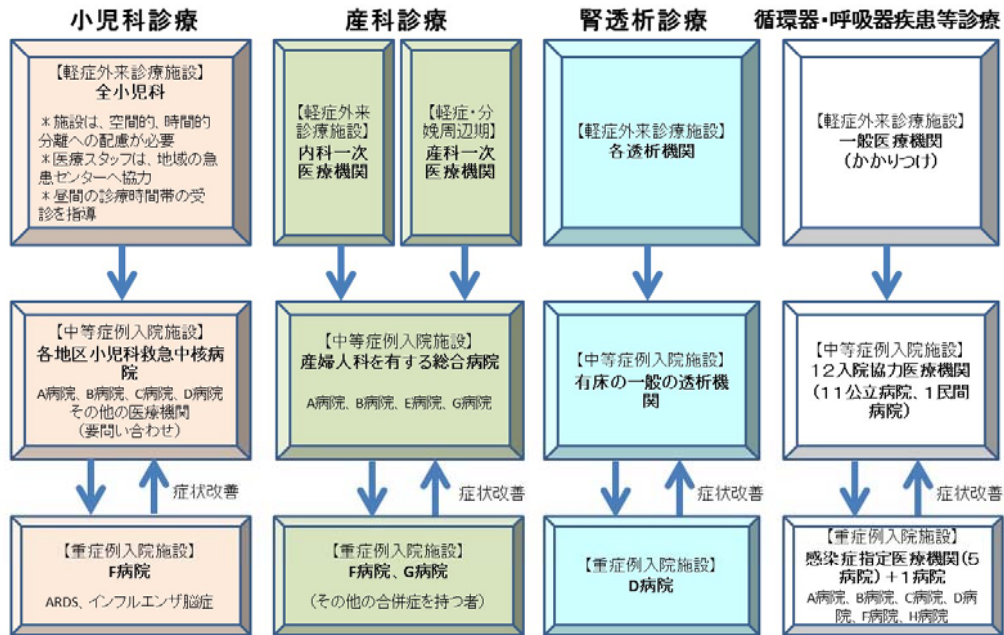 小児科診療
【軽症外来診療施設】
全小児科
＊施設は、空間的、時間的
分離への配慮が必要
＊医療スタッフは、地域の急
患センターへ協力
＊昼間の診療時間帯の受
診を指導
【中等症例入院施設】
各地区小児科救急中核病
院
A病院、B病院、C病院、D病院
その他の医療機関
（要問い合わせ）
症状改善
【重症例入院施設】
F病院
ARDS、インフルエンザ脳症
産科診療
【軽症外来
診療施設】
内科一次
医療機関
【軽症・分
娩周辺期】
産科一次
医療機関
【中等症例入院施設】
産婦人科を有する総合病院
A病院、B病院、E病院、G病院
症状改善
【重症例入院施設】
F病院、G病院
（その他の合併症を持つ者）
腎透析診療
【軽症外来診療施設】
各透析機関
【中等症例入院施設】
有床の一般の透析機
関
症状改善
【重症例入院施設】
D病院
循環器・呼吸器疾患等診療
【軽症外来診療施設】
一般医療機関
（かかりつけ）
【中等症例入院施設】
12入院協力医療機関
（11公立病院、1民間
病院）
症状改善
【重症例入院施設】
感染症指定医療機関（5
病院）＋1病院
A病院、B病院、C病院、D病
院、F病院、H病院